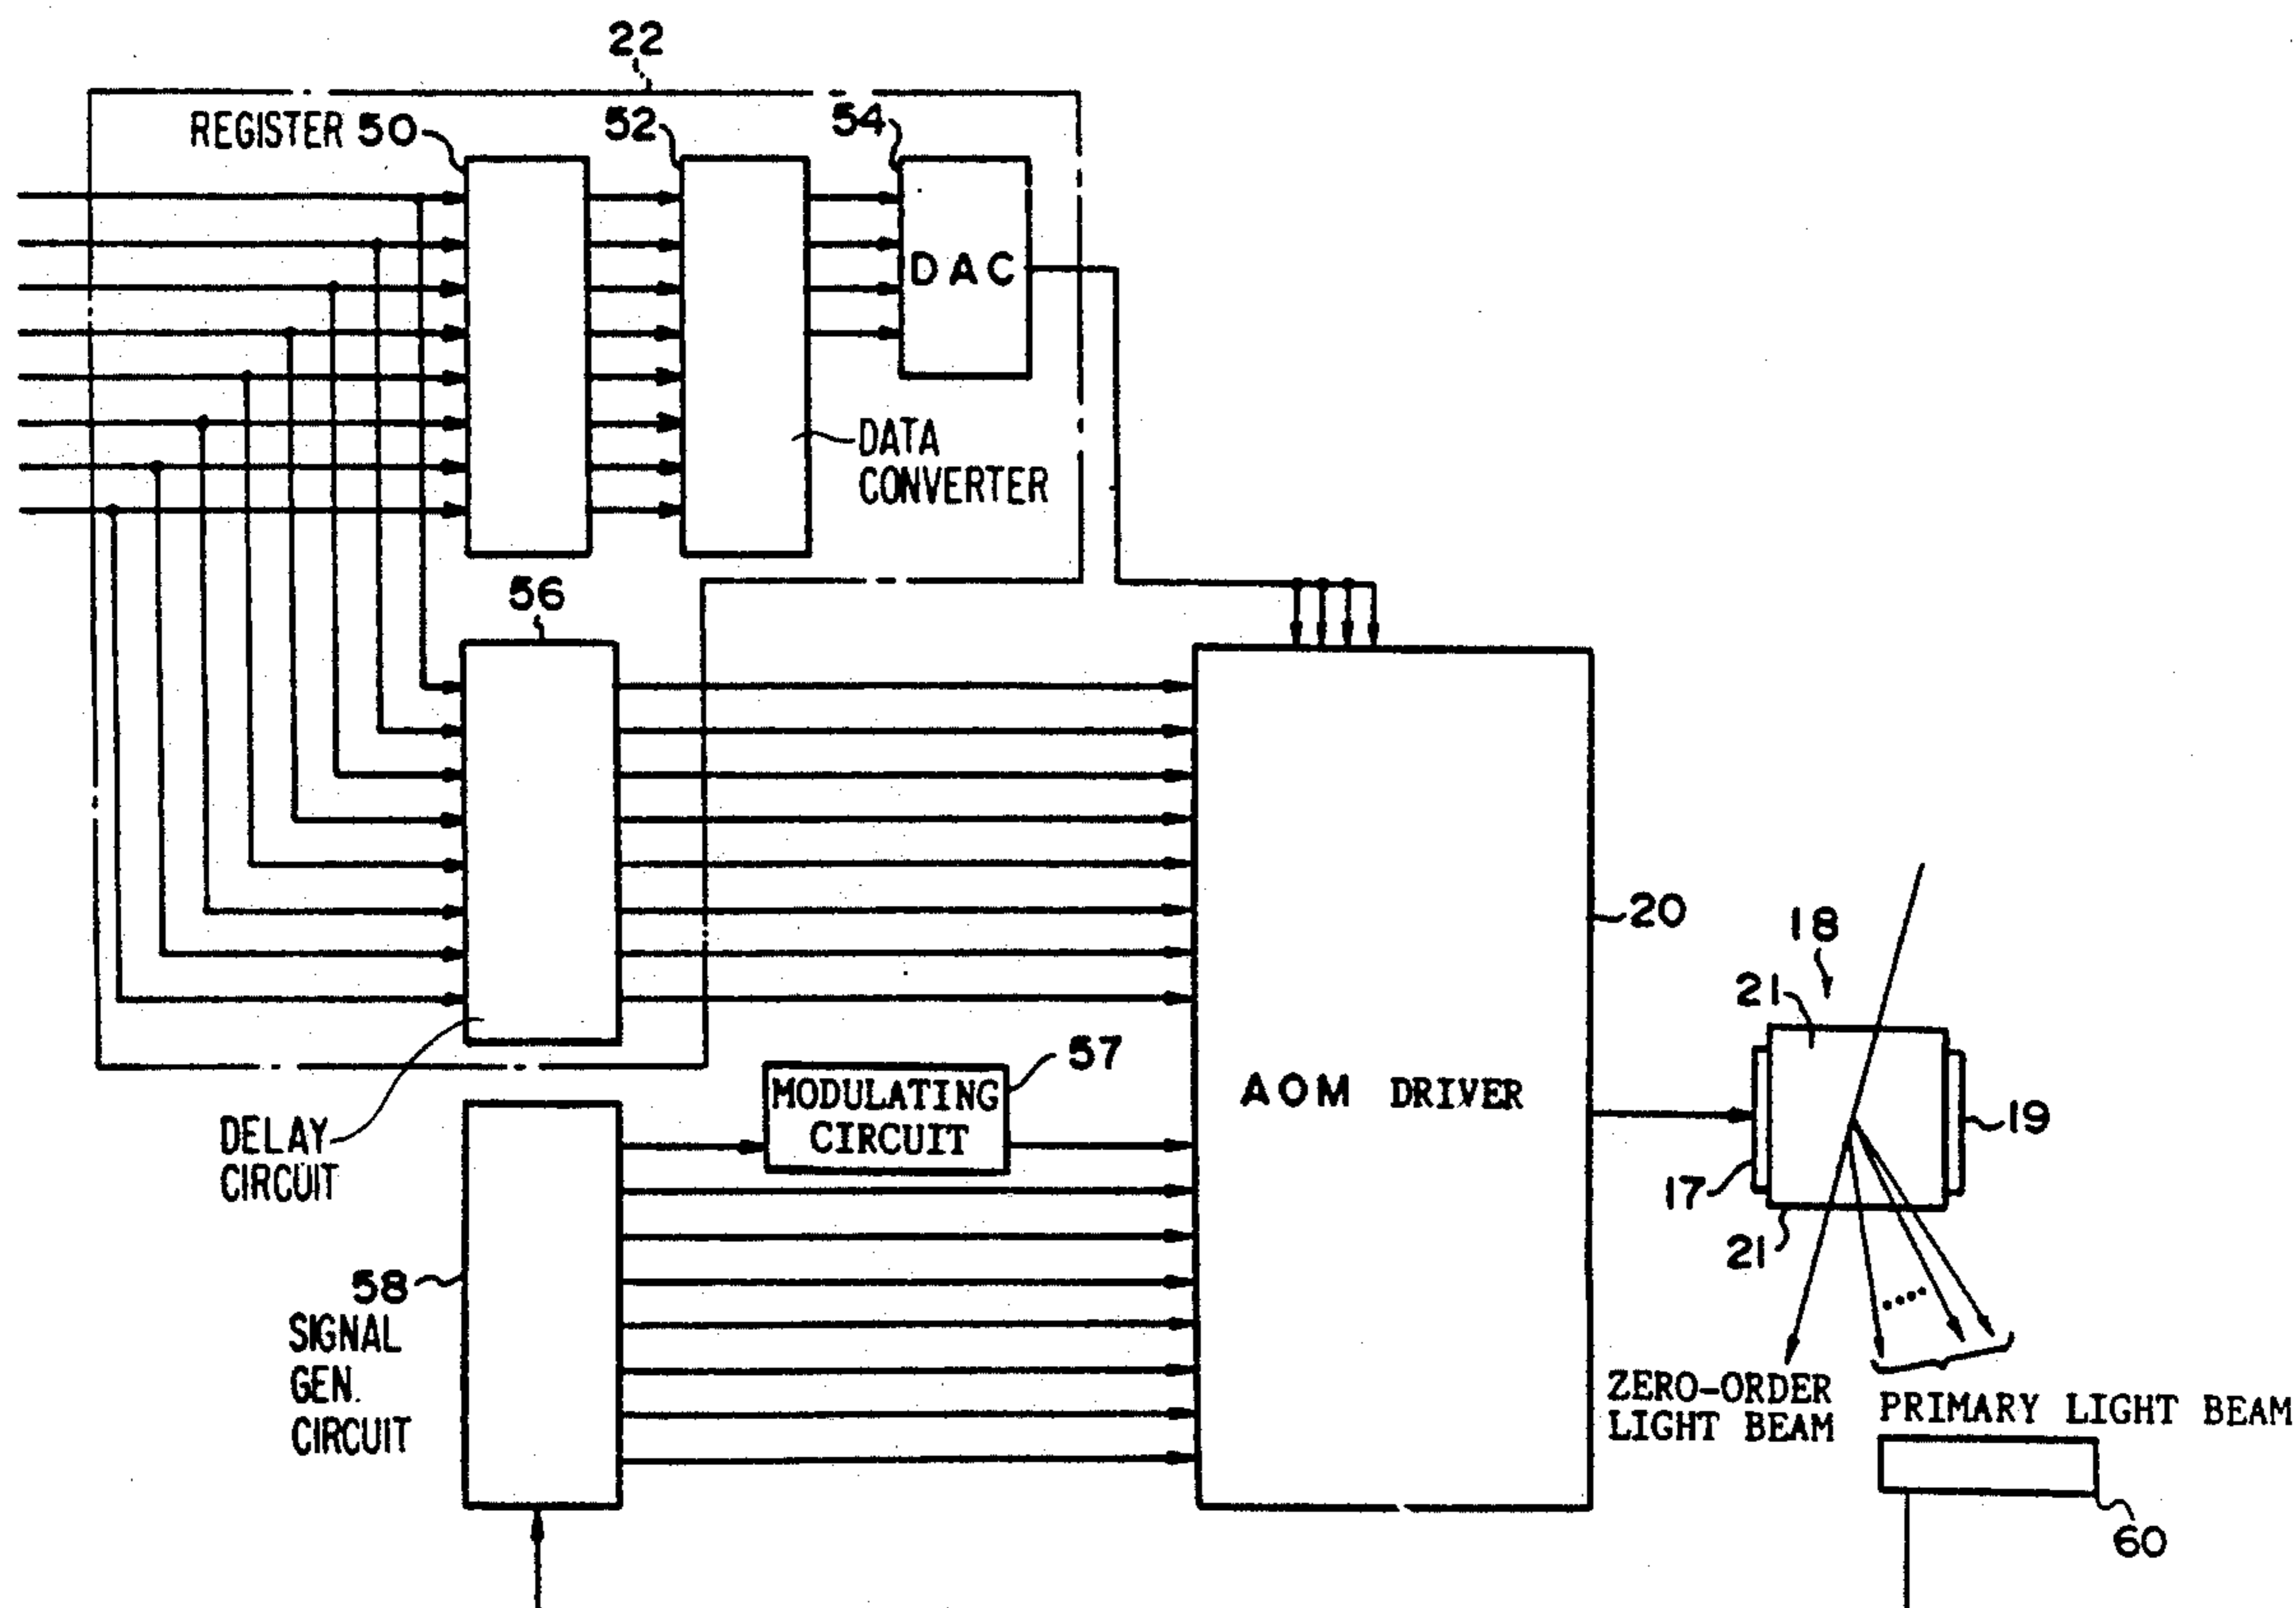 22
REGISTER 50
52
54
DAC
DATA
CONVERTER
56
20
18
21
57
MODULATING
CIRCUIT
AOM DRIVER
19
DELAY
CIRCUIT
17
21
58
SIGNAL
GEN.
CIRCUIT
ZERO-ORDER
LIGHT BEAM
PRIMARY LIGHT BEAM
60